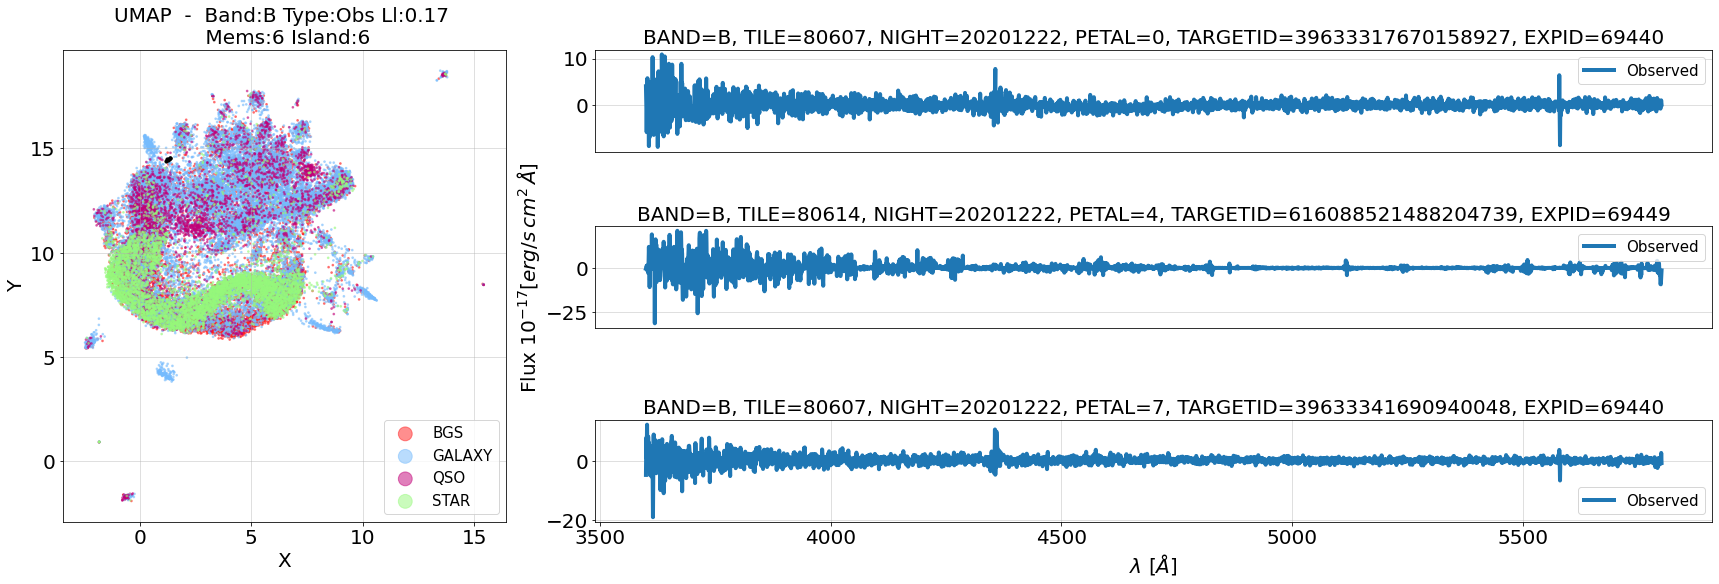 UMAP - Band:B Type:Obs Ll:0.17
Mems:6 Island:6
Y
15
10
5
0
0
5
10
15
X
BGS
GALAXY
QSO
STAR
Flux 10^{-17}[erg/s cm^2 Å]
BAND=B, TILE=80607, NIGHT=20201222, PETAL=0, TARGETID=39633317670158927, EXPID=69440
10
0
Observed
BAND=B, TILE=80614, NIGHT=20201222, PETAL=4, TARGETID=616088521488204739, EXPID=69449
0
−25
Observed
BAND=B, TILE=80607, NIGHT=20201222, PETAL=7, TARGETID=39633341690940048, EXPID=69440
0
−20
Observed
3500
4000
4500
5000
5500
λ [Å]